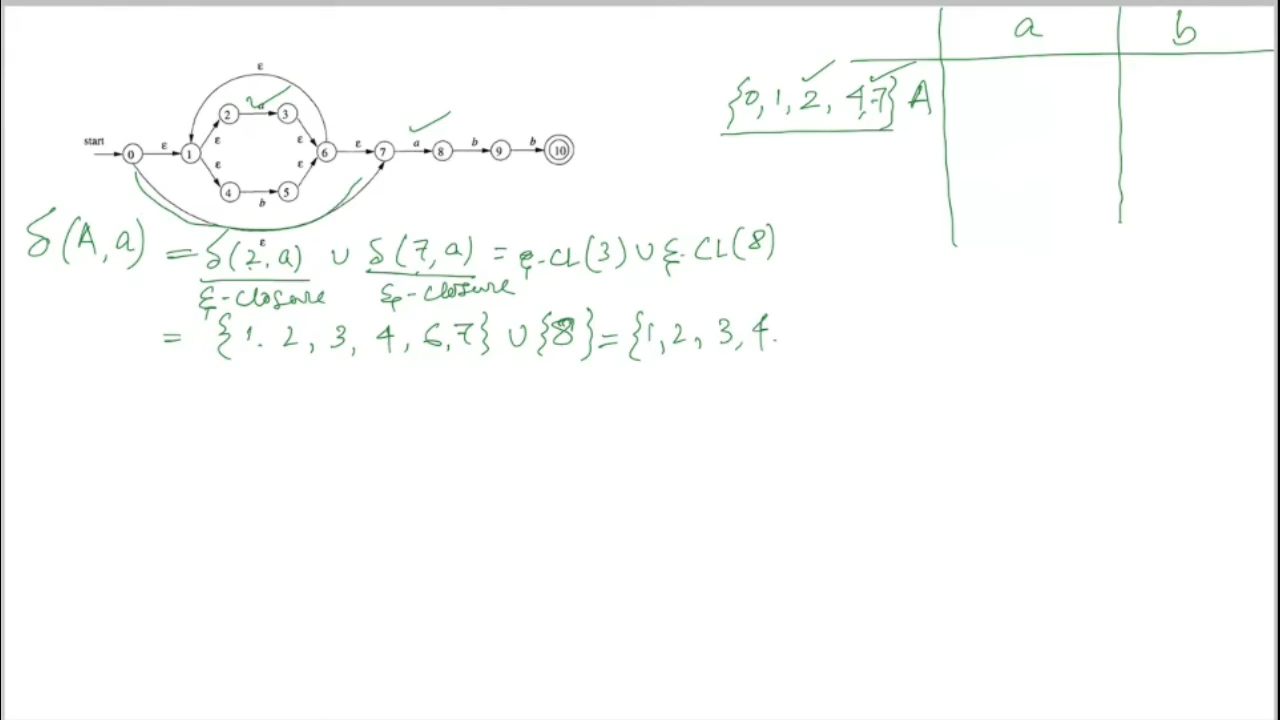 a b
{0, 1, 2, 4,7} A
ε
2 a 3
start 0 ε 1 ε ε 6 ε 7 a 8 b 9 b 10
ε ε
4 b 5
ε
δ(A, a) = δ(2, a) ∪ δ(7, a) = ε-CL(3) ∪ ε-CL(8)
ε-closure ε-closure
= {1. 2, 3, 4, 6,7} ∪ {8} = {1, 2, 3, 4.